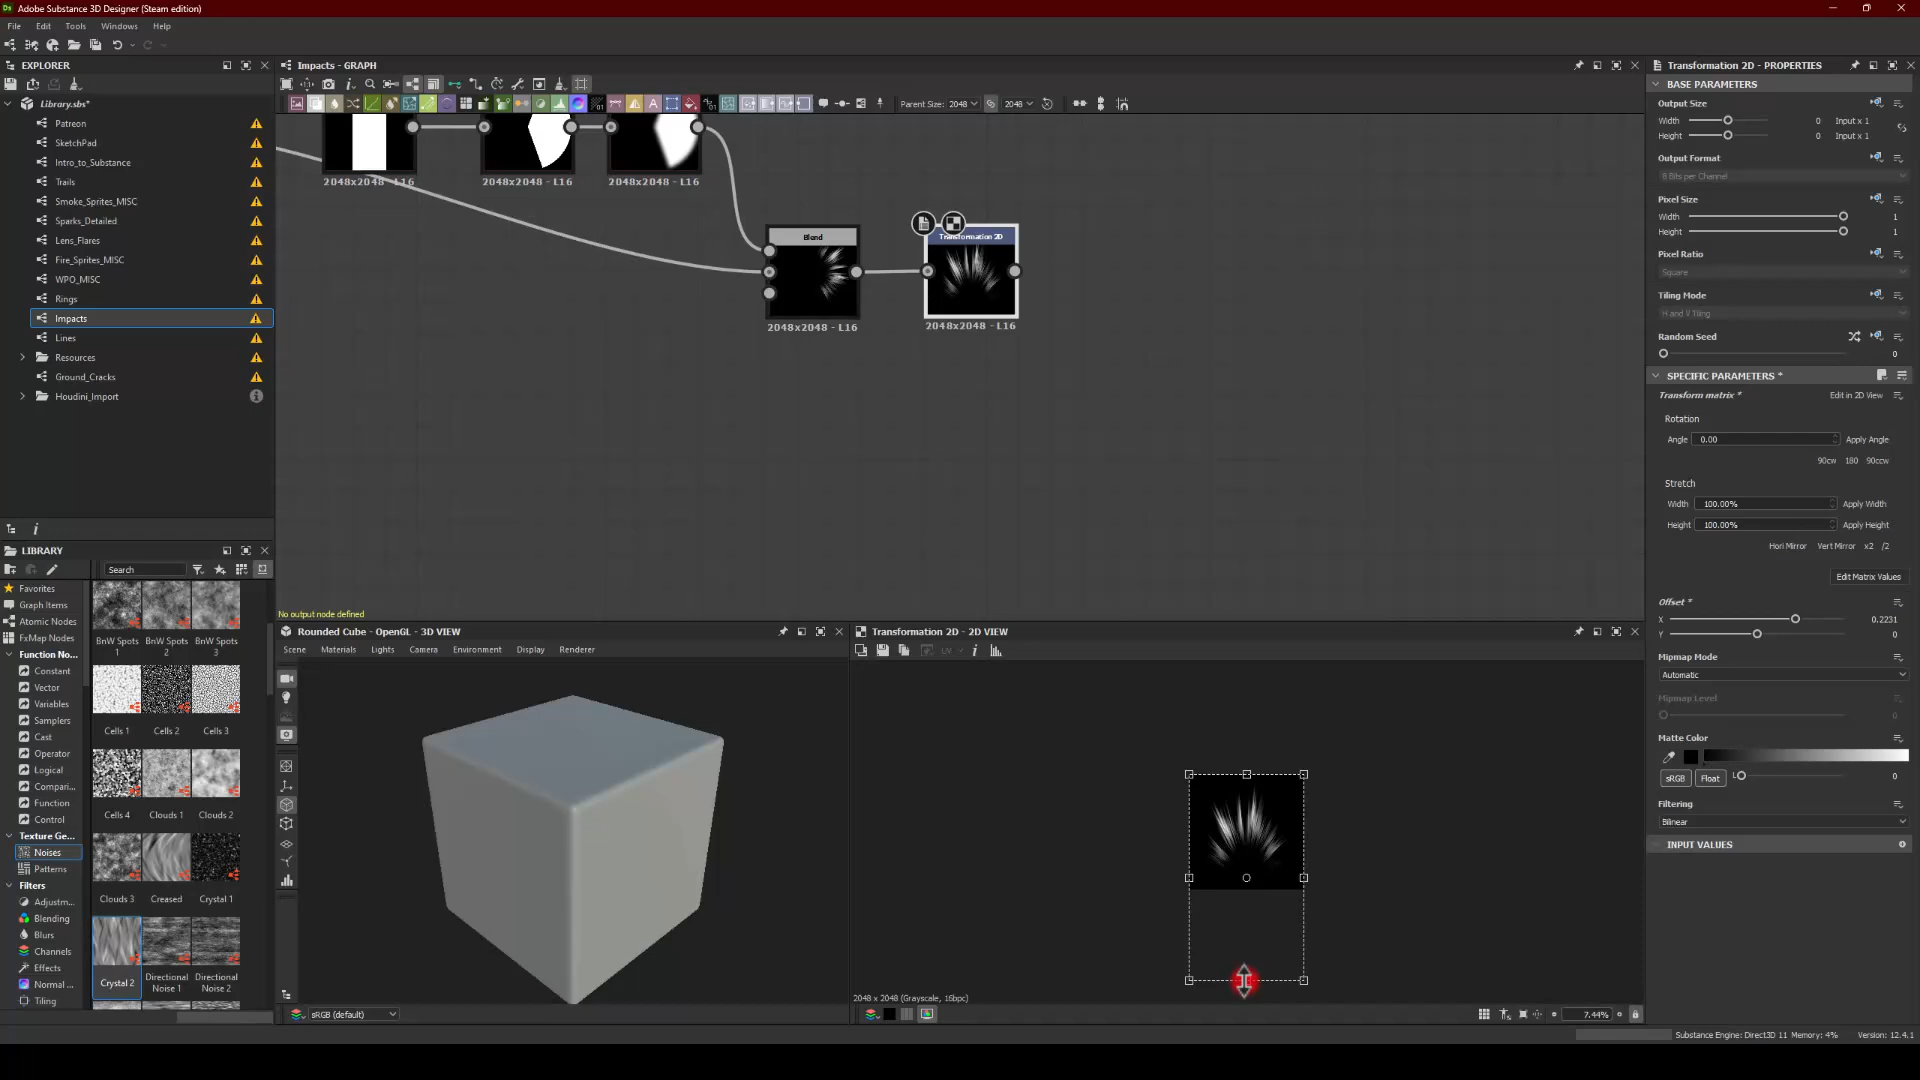 Adobe Substance 3D Designer (Steam edition)
File Edit Tools Windows Help
EXPLORER
Library.sbs*
Patreon
SketchPad
Intro_to_Substance
Trails
Smoke_Sprites_MISC
Sparks_Detailed
Lens_Flares
Fire_Sprites_MISC
WPO_MISC
Rings
Impacts
Lines
Resources
Ground_Cracks
Houdini_Import
LIBRARY
Search
Favorites
Graph Items
Atomic Nodes
FxMap Nodes
Function No...
Constant
Vector
Variables
Samplers
Cast
Operator
Logical
Compari...
Function
Control
Texture Ge...
Noises
Patterns
Filters
Adjustm...
Blending
Blurs
Channels
Effects
Normal ...
Tiling
BnW Spots 1
BnW Spots 2
BnW Spots 3
Cells 1
Cells 2
Cells 3
Cells 4
Clouds 1
Clouds 2
Clouds 3
Creased
Crystal 1
Crystal 2
Directional Noise 1
Directional Noise 2
Impacts - GRAPH
Parent Size: 2048
2048
2048x2048 - L16
2048x2048 - L16
2048x2048 - L16
Blend
2048x2048 - L16
Transformation 2D
2048x2048 - L16
No output node defined
Rounded Cube - OpenGL - 3D VIEW
Scene Materials Lights Camera Environment Display Renderer
sRGB (default)
Transformation 2D - 2D VIEW
UV
2048 x 2048 (Grayscale, 16bpc)
7.44%
Transformation 2D - PROPERTIES
BASE PARAMETERS
Output Size
Width 0 Input x 1
Height 0 Input x 1
Output Format
8 Bits per Channel
Pixel Size
Width 1
Height 1
Pixel Ratio
Square
Tiling Mode
H and V Tiling
Random Seed
0
SPECIFIC PARAMETERS *
Transform matrix * Edit in 2D View
Rotation
Angle 0.00 Apply Angle
90cw 180 90ccw
Stretch
Width 100.00% Apply Width
Height 100.00% Apply Height
Hori Mirror Vert Mirror x2 /2
Edit Matrix Values
Offset *
X 0.2231
Y 0
Mipmap Mode
Automatic
Mipmap Level
0
Matte Color
sRGB Float L 0
Filtering
Bilinear
INPUT VALUES
Substance Engine: Direct3D 11 Memory: 4% Version: 12.4.1